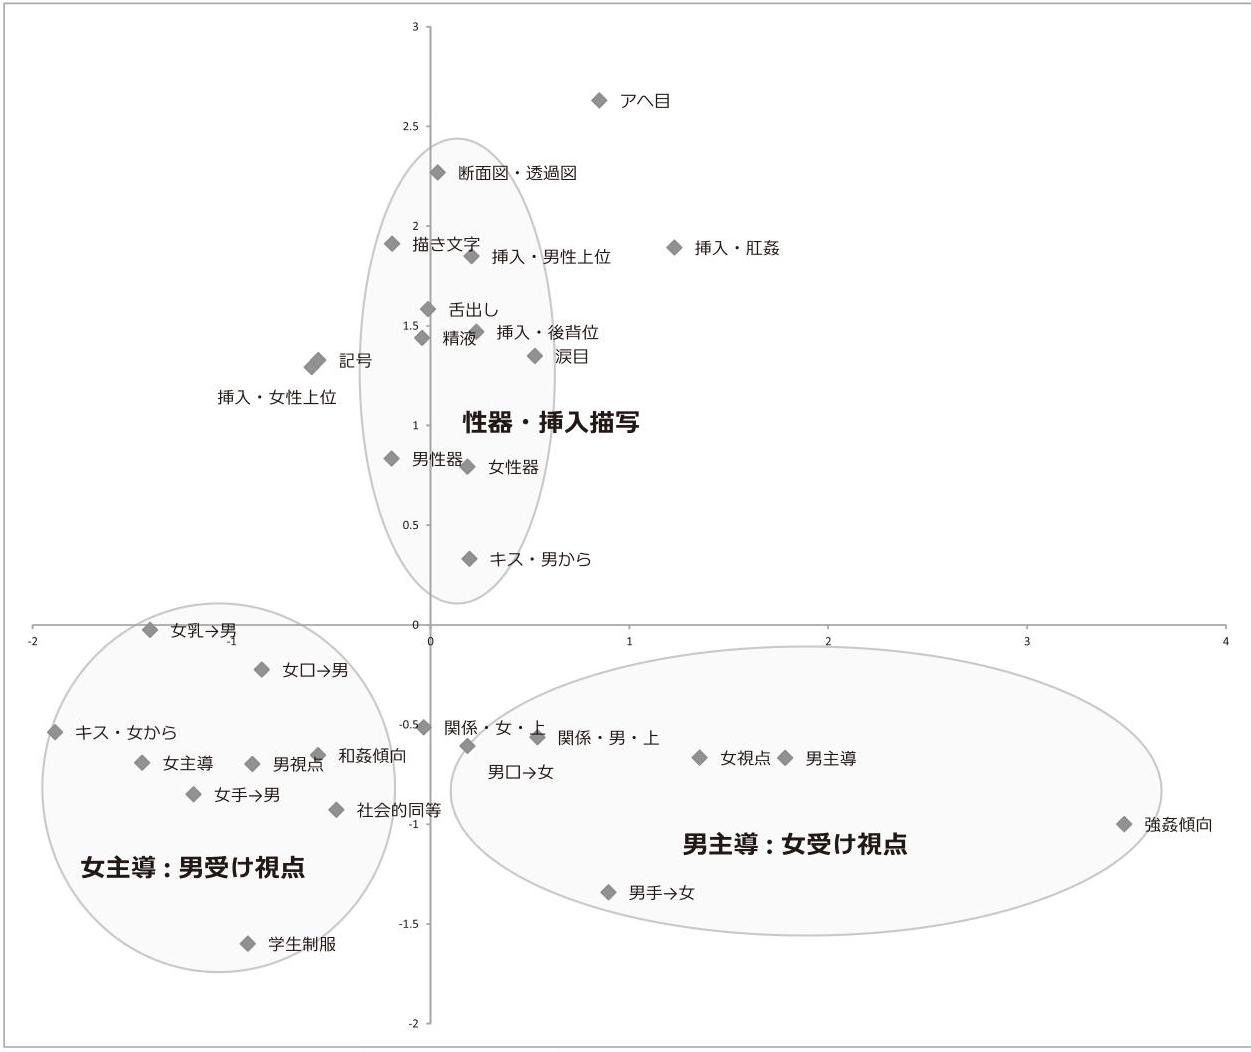 3
アヘ目
2.5
断面図・透過図
2
描き文字
挿入・男性上位
挿入・肛姦
舌出し
1.5
挿入・後背位
精液
涙目
記号
挿入・女性上位
1
性器・挿入描写
男性器
女性器
0.5
キス・男から
0
女乳→男
-2
-1
0
1
2
3
4
女口→男
-0.5
関係・女・上
キス・女から
関係・男・上
和姦傾向
女主導
男視点
男口→女
女視点
男主導
女手→男
社会的同等
-1
強姦傾向
男主導 : 女受け視点
女主導 : 男受け視点
男手→女
-1.5
学生制服
-2